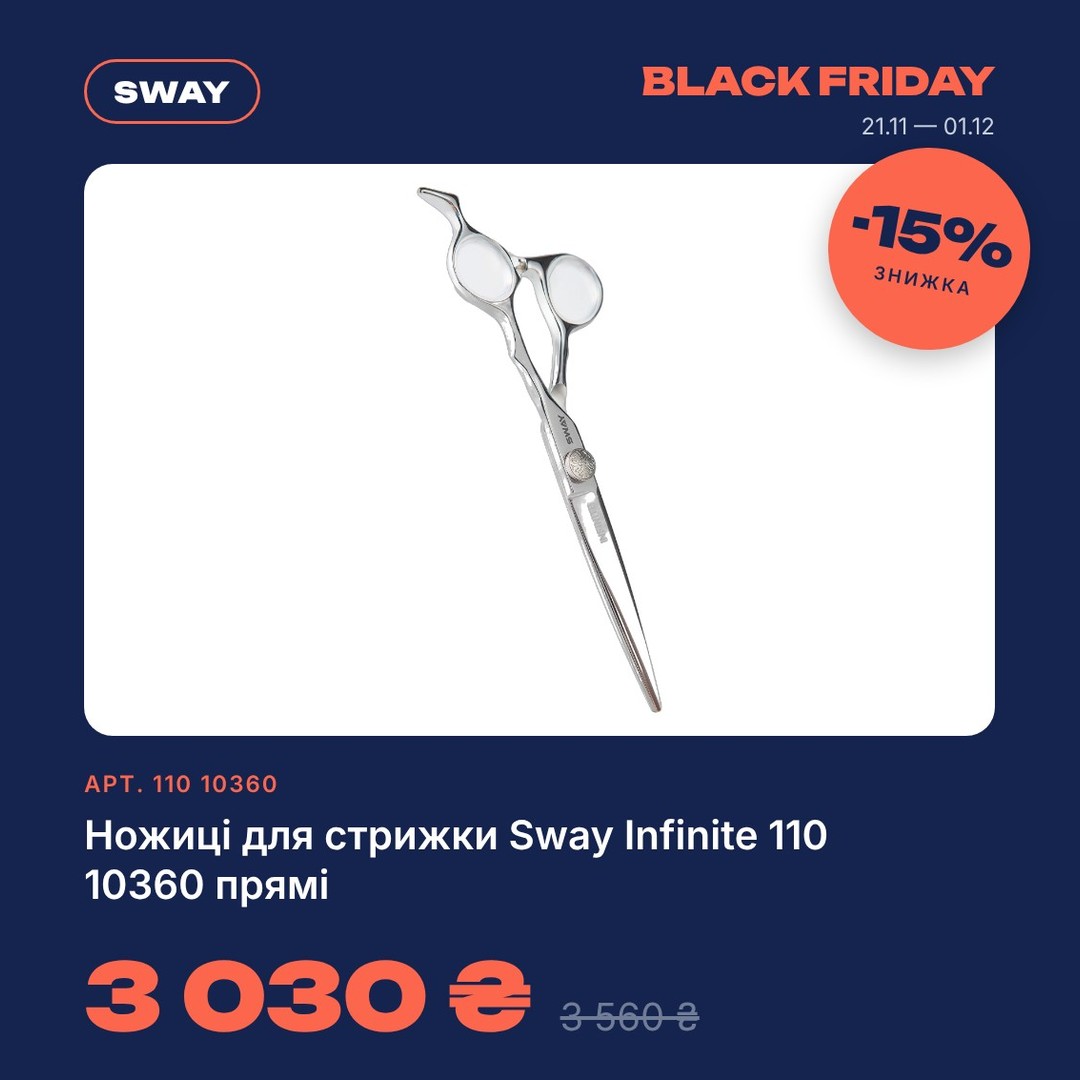 SWAY
BLACK FRIDAY
21.11 — 01.12
-15%
ЗНИЖКА
SWAY
АРТ. 110 10360
Ножиці для стрижки Sway Infinite 110
10360 прямі
3 030 ₴
3 560 ₴